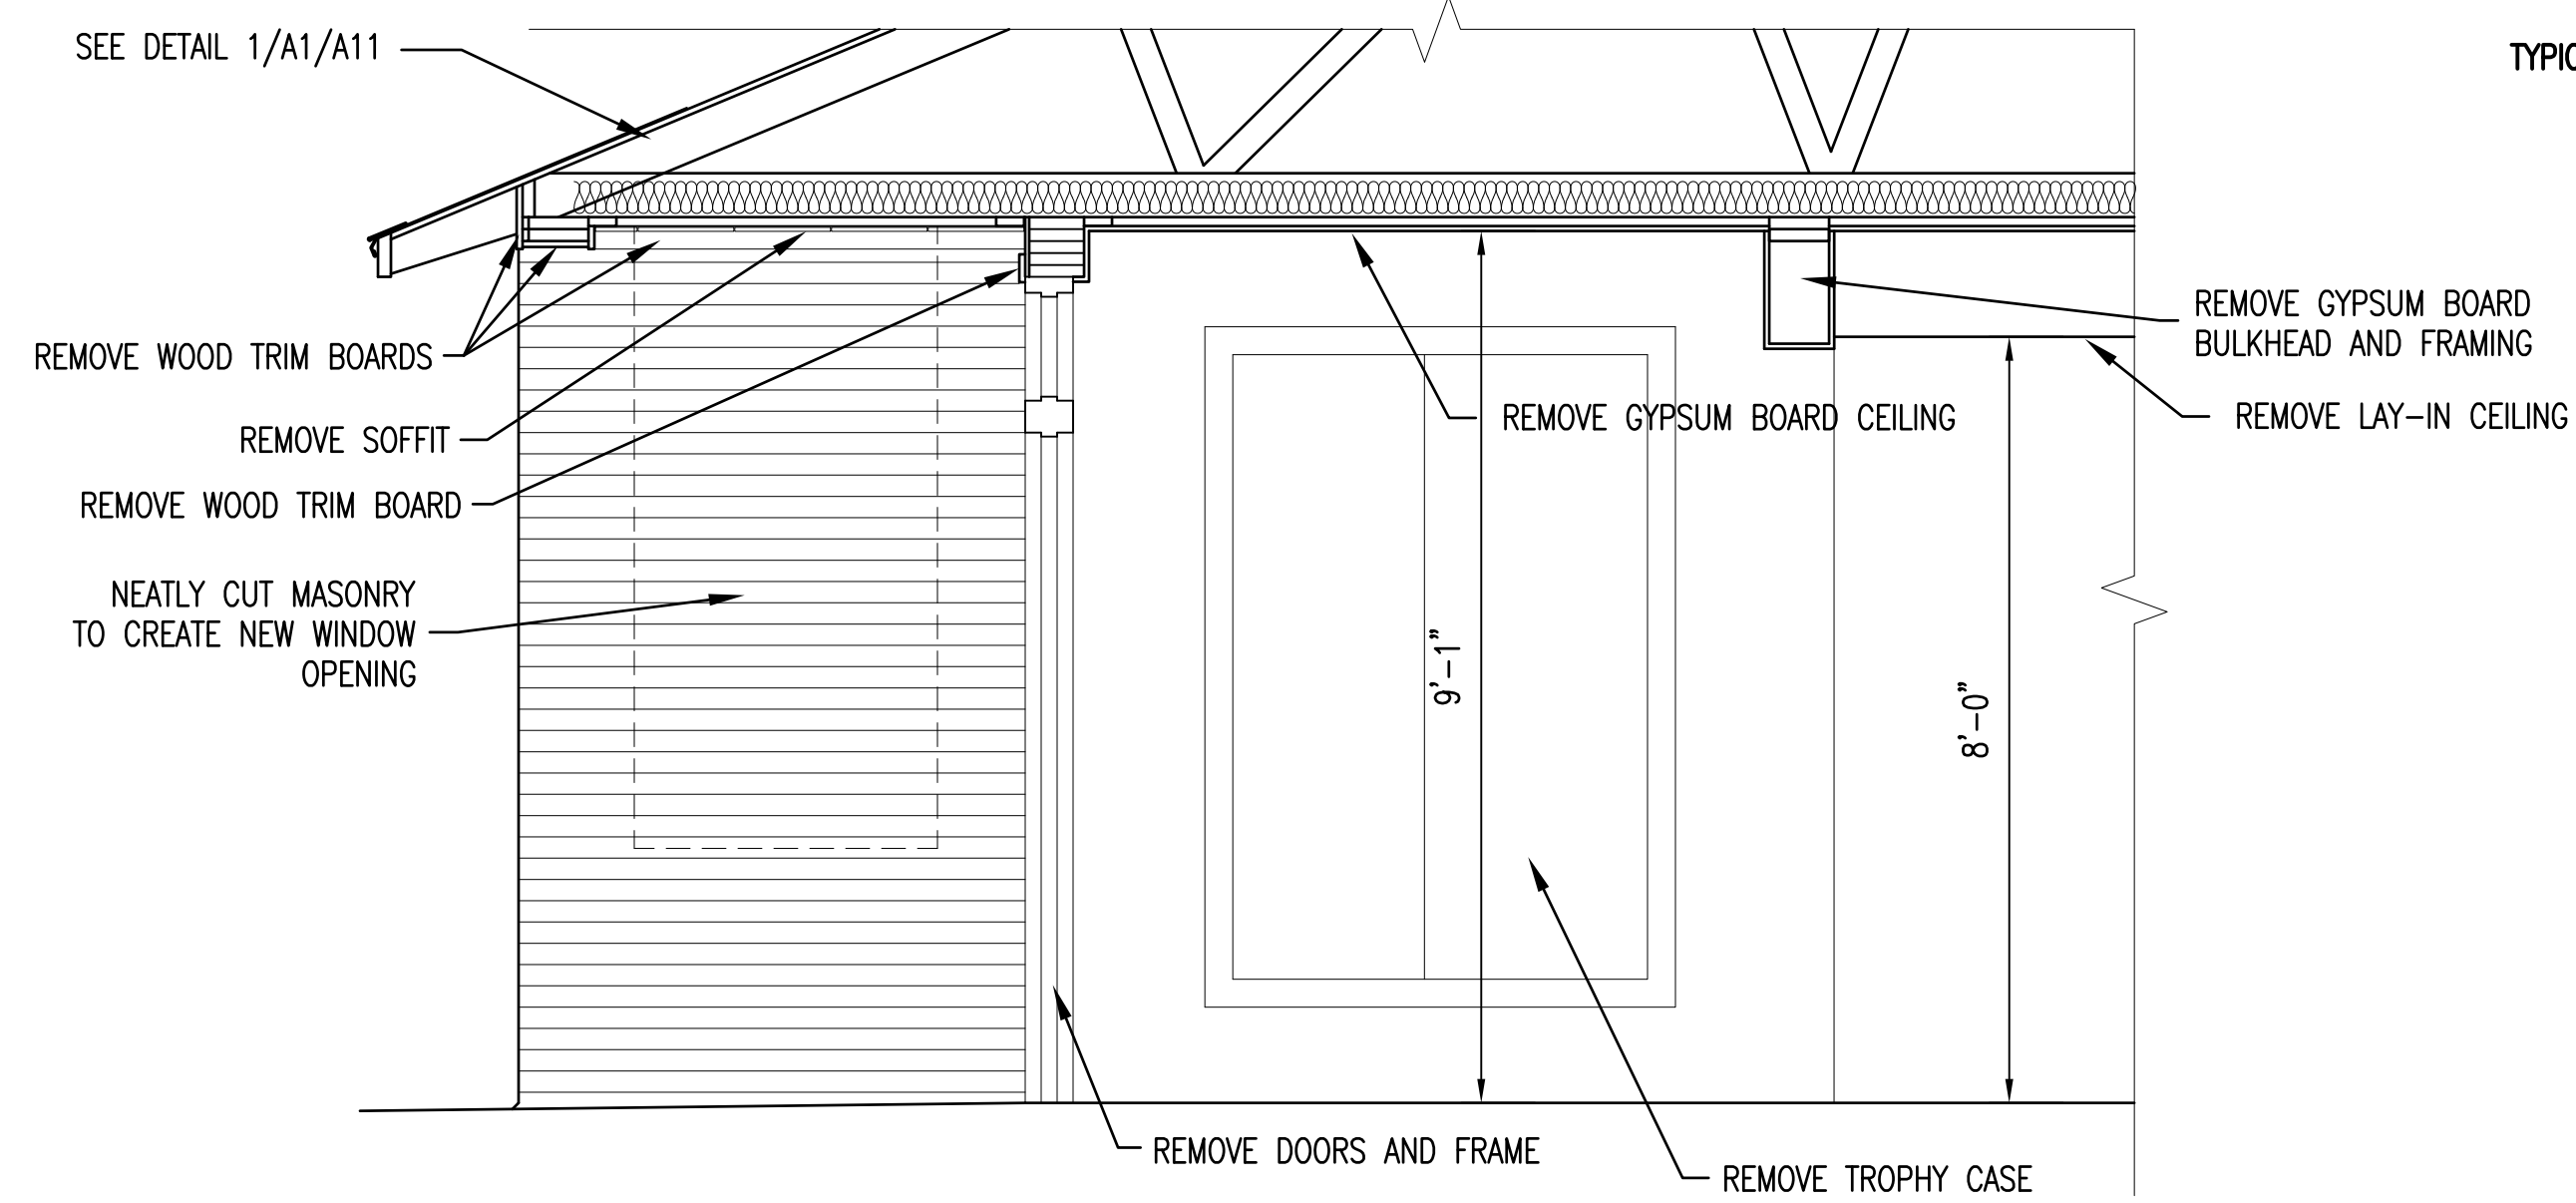 SEE DETAIL 1/A1/A11
REMOVE WOOD TRIM BOARDS
REMOVE SOFFIT
REMOVE WOOD TRIM BOARD
NEATLY CUT MASONRY
TO CREATE NEW WINDOW
OPENING
REMOVE GYPSUM BOARD CEILING
9'-1"
8'-0"
REMOVE GYPSUM BOARD
BULKHEAD AND FRAMING
REMOVE LAY-IN CEILING
REMOVE DOORS AND FRAME
REMOVE TROPHY CASE